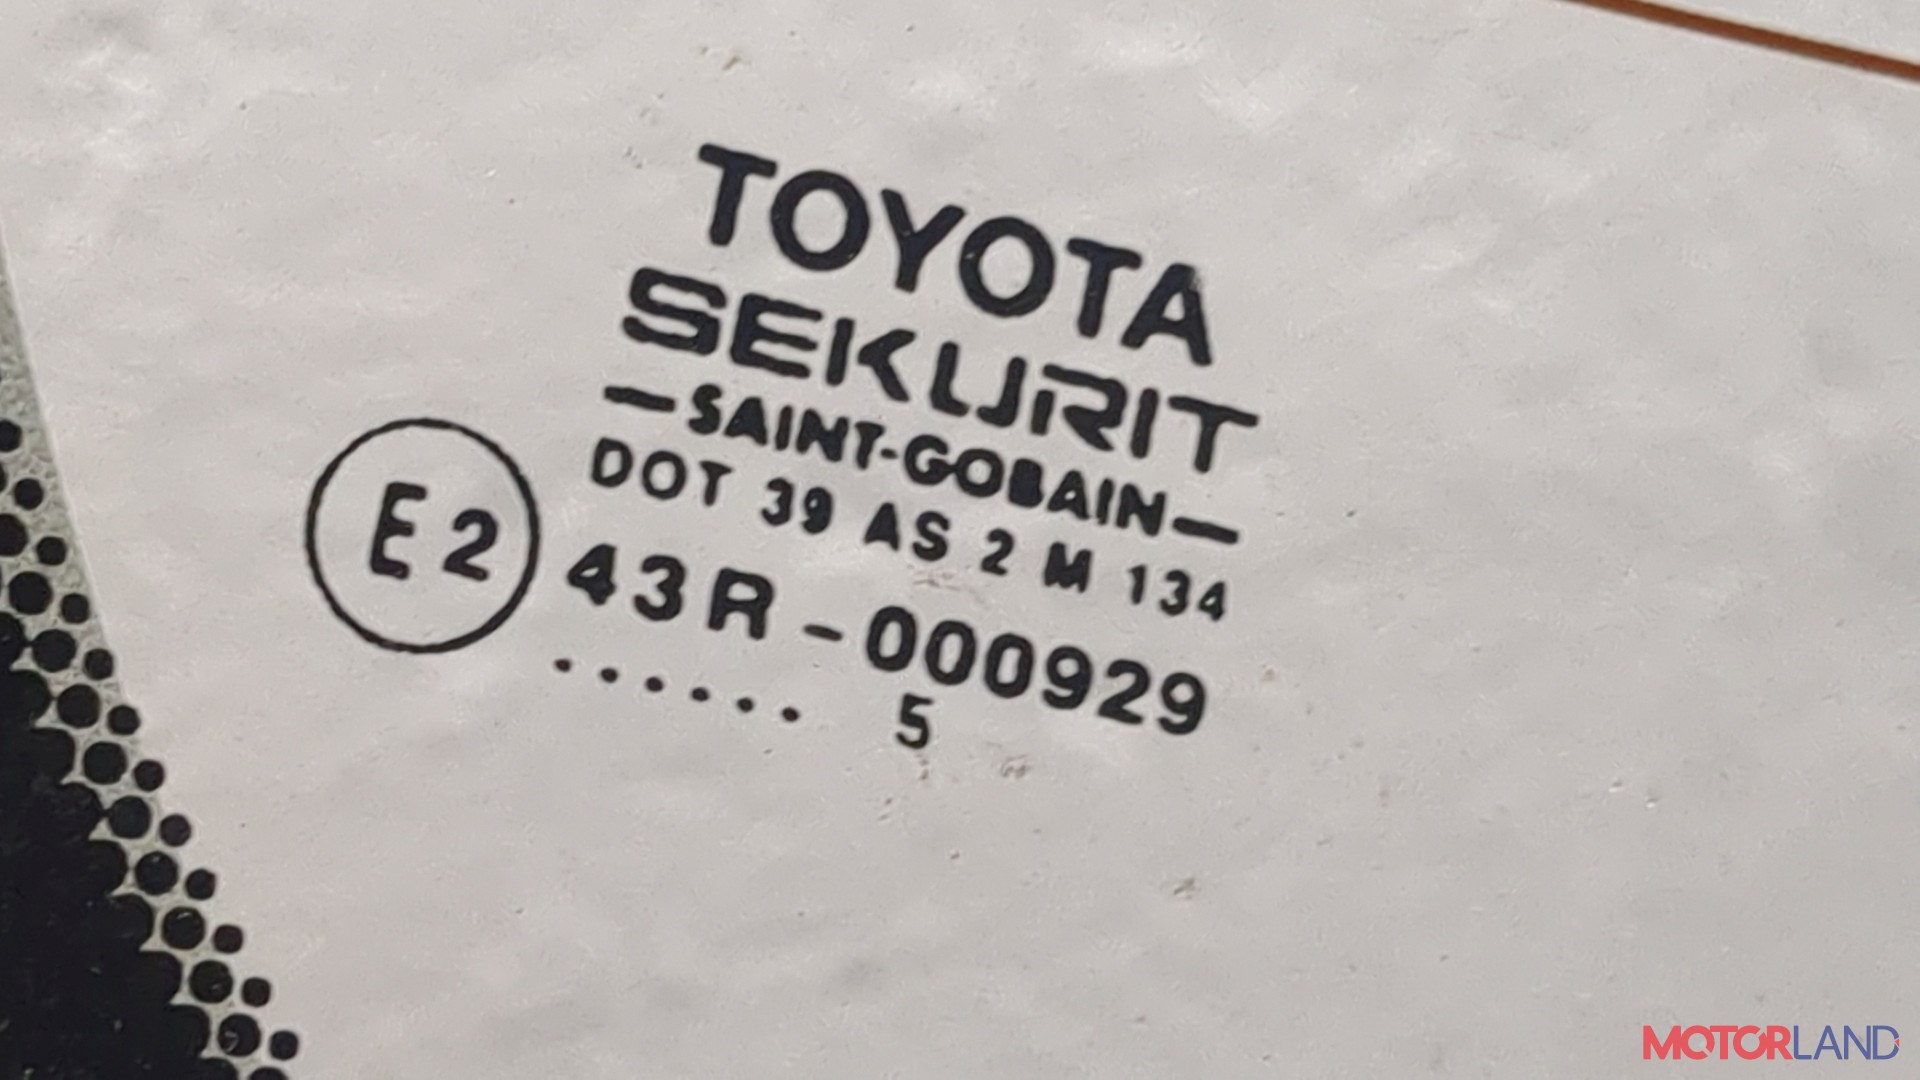 TOYOTA
SEKURIT
—SAINT-GOBAIN—
DOT 39 AS 2 M 134
E2 43R-000929
...... 5
MOTORLAND